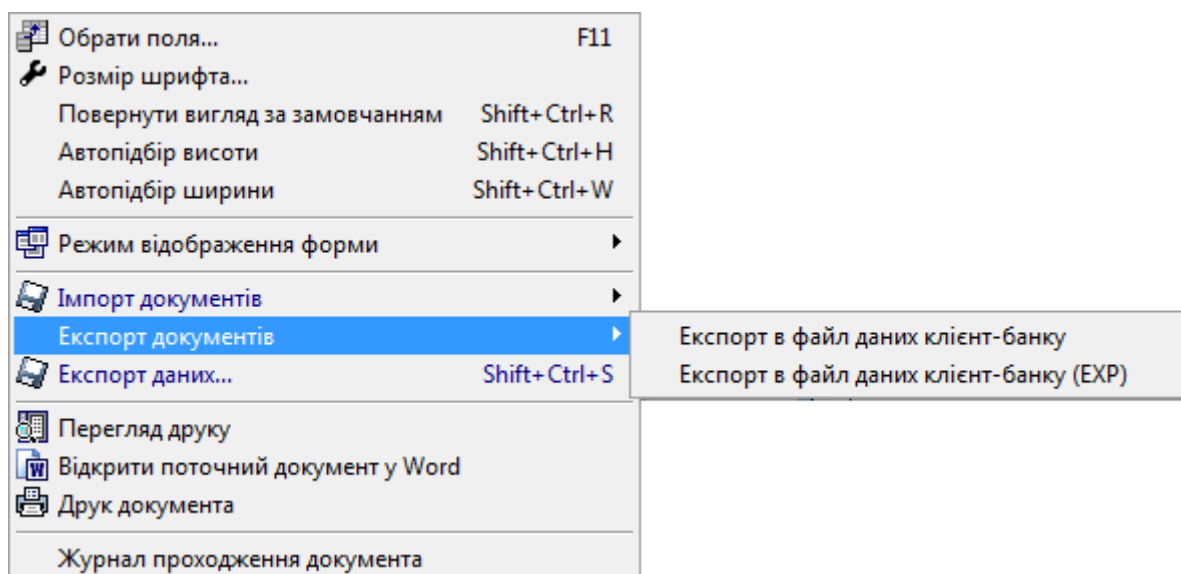 Обрати поля... F11
Розмір шрифта...
Повернути вигляд за замовчанням Shift+Ctrl+R
Автопідбір висоти Shift+Ctrl+H
Автопідбір ширини Shift+Ctrl+W
Режим відображення форми
Імпорт документів
Експорт документів
Експорт в файл даних клієнт-банку
Експорт даних... Shift+Ctrl+S
Експорт в файл даних клієнт-банку (EXP)
Перегляд друку
Відкрити поточний документ у Word
Друк документа
Журнал проходження документа